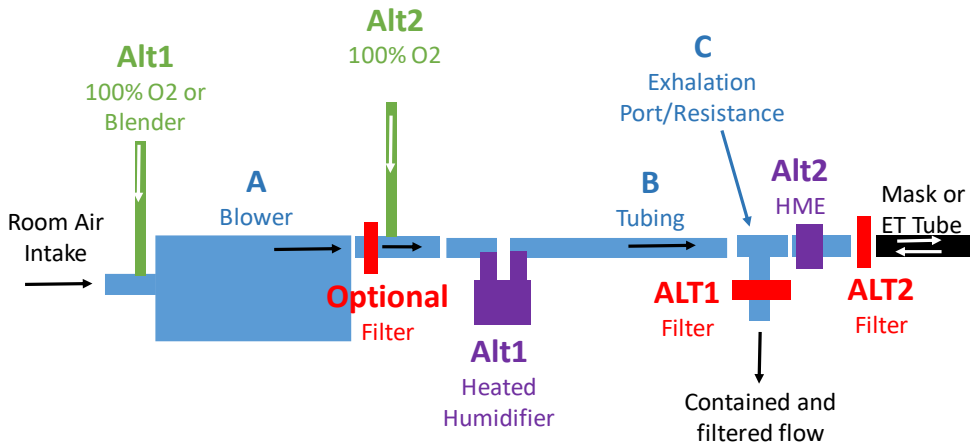 Alt1
100% O2 or
Blender
Alt2
100% O2
C
Exhalation
Port/Resistance
A
Blower
B
Tubing
Alt2
HME
Mask or
ET Tube
Room Air
Intake
Optional
Filter
Alt1
Heated
Humidifier
ALT1
Filter
ALT2
Filter
Contained and
filtered flow